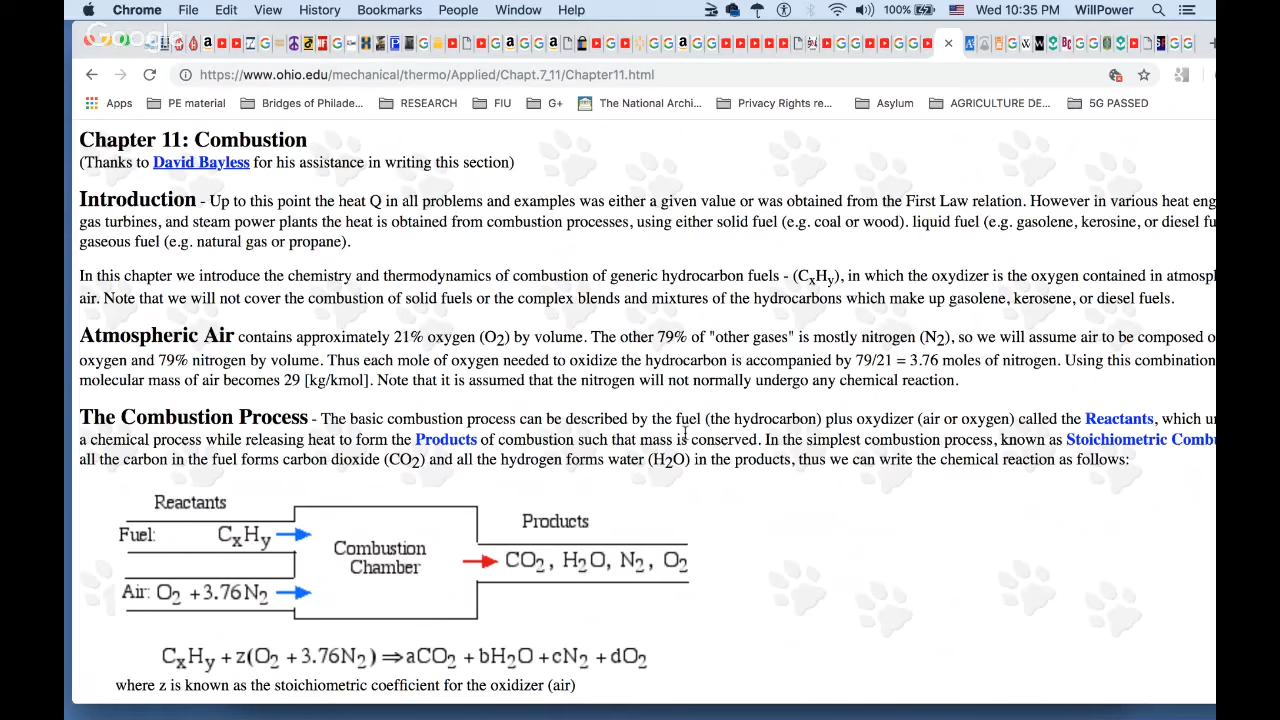 Chrome File Edit View History Bookmarks People Window Help 100% Wed 10:35 PM WillPower
Google
https://www.ohio.edu/mechanical/thermo/Applied/Chapt.7_11/Chapter11.html
Apps PE material Bridges of Philade... RESEARCH FIU G+ The National Archi... Privacy Rights re... Asylum AGRICULTURE DE... 5G PASSED
Chapter 11: Combustion
(Thanks to David Bayless for his assistance in writing this section)
Introduction - Up to this point the heat Q in all problems and examples was either a given value or was obtained from the First Law relation. However in various heat eng
gas turbines, and steam power plants the heat is obtained from combustion processes, using either solid fuel (e.g. coal or wood). liquid fuel (e.g. gasolene, kerosine, or diesel fu
gaseous fuel (e.g. natural gas or propane).
In this chapter we introduce the chemistry and thermodynamics of combustion of generic hydrocarbon fuels - (CxHy), in which the oxydizer is the oxygen contained in atmosp
air. Note that we will not cover the combustion of solid fuels or the complex blends and mixtures of the hydrocarbons which make up gasolene, kerosene, or diesel fuels.
Atmospheric Air contains approximately 21% oxygen (O2) by volume. The other 79% of "other gases" is mostly nitrogen (N2), so we will assume air to be composed o
oxygen and 79% nitrogen by volume. Thus each mole of oxygen needed to oxidize the hydrocarbon is accompanied by 79/21 = 3.76 moles of nitrogen. Using this combination
molecular mass of air becomes 29 [kg/kmol]. Note that it is assumed that the nitrogen will not normally undergo any chemical reaction.
The Combustion Process - The basic combustion process can be described by the fuel (the hydrocarbon) plus oxydizer (air or oxygen) called the Reactants, which u
a chemical process while releasing heat to form the Products of combustion such that mass is conserved. In the simplest combustion process, known as Stoichiometric Combu
all the carbon in the fuel forms carbon dioxide (CO2) and all the hydrogen forms water (H2O) in the products, thus we can write the chemical reaction as follows:
Reactants
Products
Fuel: CxHy
Combustion
Chamber
CO2, H2O, N2, O2
Air: O2 +3.76N2
CxHy + z(O2 + 3.76N2) ⇒ aCO2 + bH2O + cN2 + dO2
where z is known as the stoichiometric coefficient for the oxidizer (air)